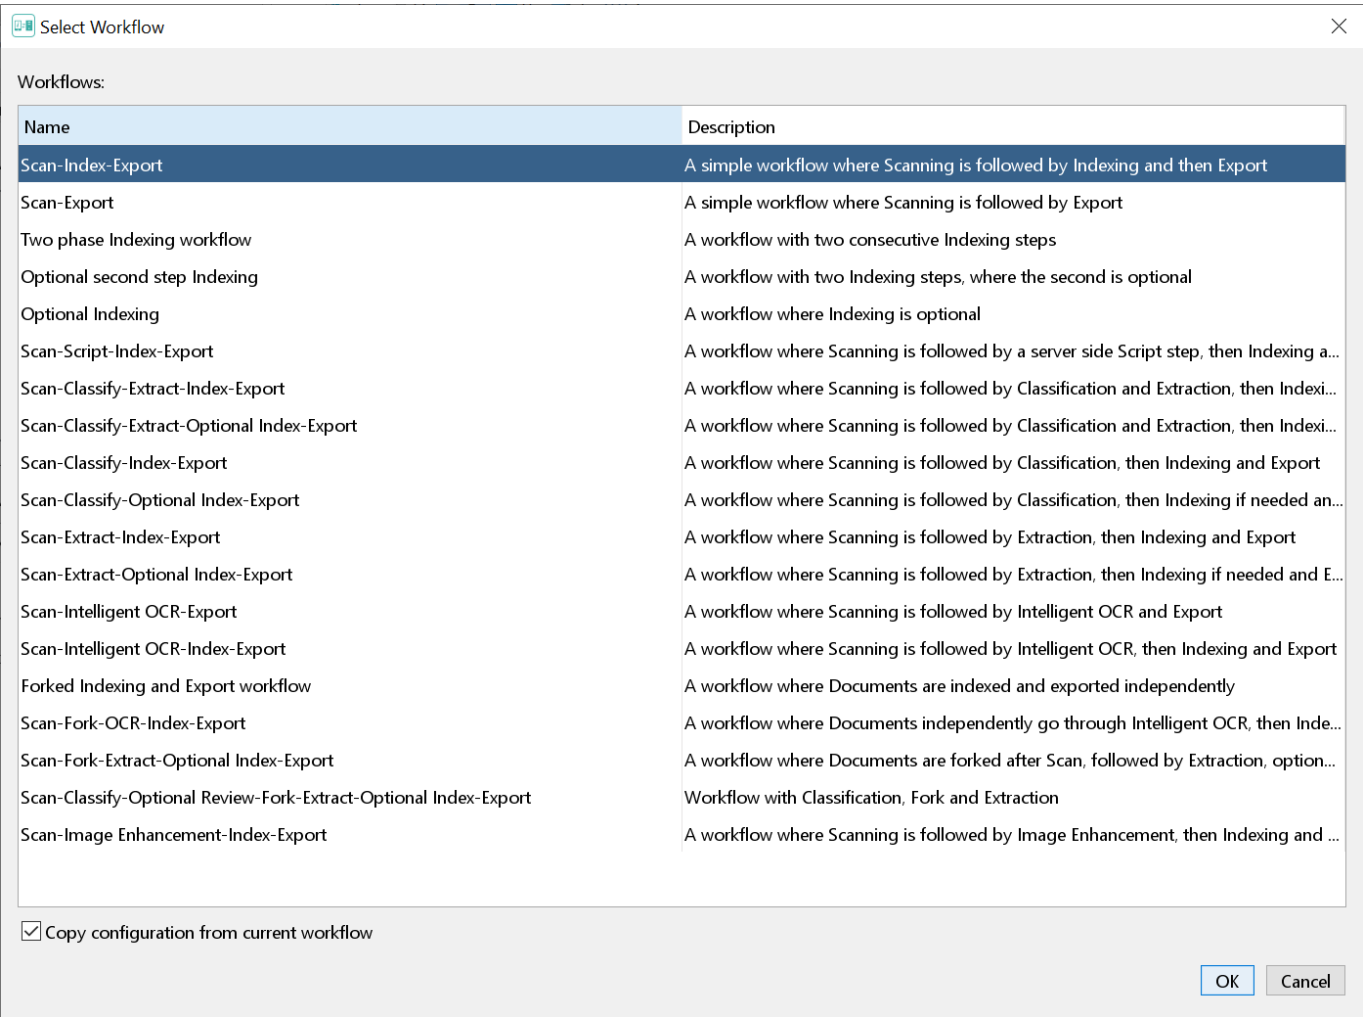 Select Workflow
Workflows:
Name Description
Scan-Index-Export A simple workflow where Scanning is followed by Indexing and then Export
Scan-Export A simple workflow where Scanning is followed by Export
Two phase Indexing workflow A workflow with two consecutive Indexing steps
Optional second step Indexing A workflow with two Indexing steps, where the second is optional
Optional Indexing A workflow where Indexing is optional
Scan-Script-Index-Export A workflow where Scanning is followed by a server side Script step, then Indexing a...
Scan-Classify-Extract-Index-Export A workflow where Scanning is followed by Classification and Extraction, then Indexi...
Scan-Classify-Extract-Optional Index-Export A workflow where Scanning is followed by Classification and Extraction, then Indexi...
Scan-Classify-Index-Export A workflow where Scanning is followed by Classification, then Indexing and Export
Scan-Classify-Optional Index-Export A workflow where Scanning is followed by Classification, then Indexing if needed an...
Scan-Extract-Index-Export A workflow where Scanning is followed by Extraction, then Indexing and Export
Scan-Extract-Optional Index-Export A workflow where Scanning is followed by Extraction, then Indexing if needed and E...
Scan-Intelligent OCR-Export A workflow where Scanning is followed by Intelligent OCR and Export
Scan-Intelligent OCR-Index-Export A workflow where Scanning is followed by Intelligent OCR, then Indexing and Export
Forked Indexing and Export workflow A workflow where Documents are indexed and exported independently
Scan-Fork-OCR-Index-Export A workflow where Documents independently go through Intelligent OCR, then Inde...
Scan-Fork-Extract-Optional Index-Export A workflow where Documents are forked after Scan, followed by Extraction, option...
Scan-Classify-Optional Review-Fork-Extract-Optional Index-Export Workflow with Classification, Fork and Extraction
Scan-Image Enhancement-Index-Export A workflow where Scanning is followed by Image Enhancement, then Indexing and ...
Copy configuration from current workflow
OK Cancel